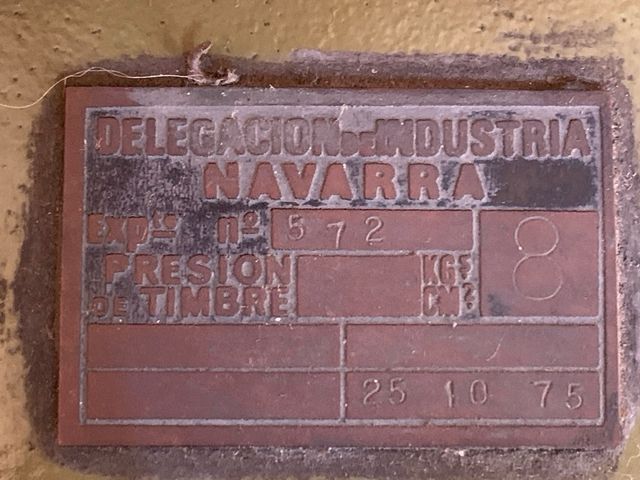 DELEGACION DE INDUSTRIA
NAVARRA
Expte nº 572
PRESION DE TIMBRE KGS CM² 8
25 10 75